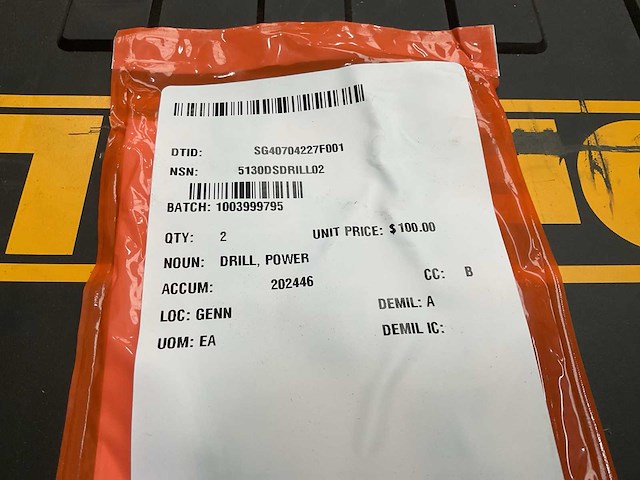 DTID: SG40704227F001
NSN: 5130DSDRILL02
BATCH: 1003999795
QTY: 2 UNIT PRICE: $100.00
NOUN: DRILL, POWER
ACCUM: 202446 CC: B
LOC: GENN DEMIL: A
UOM: EA DEMIL IC: